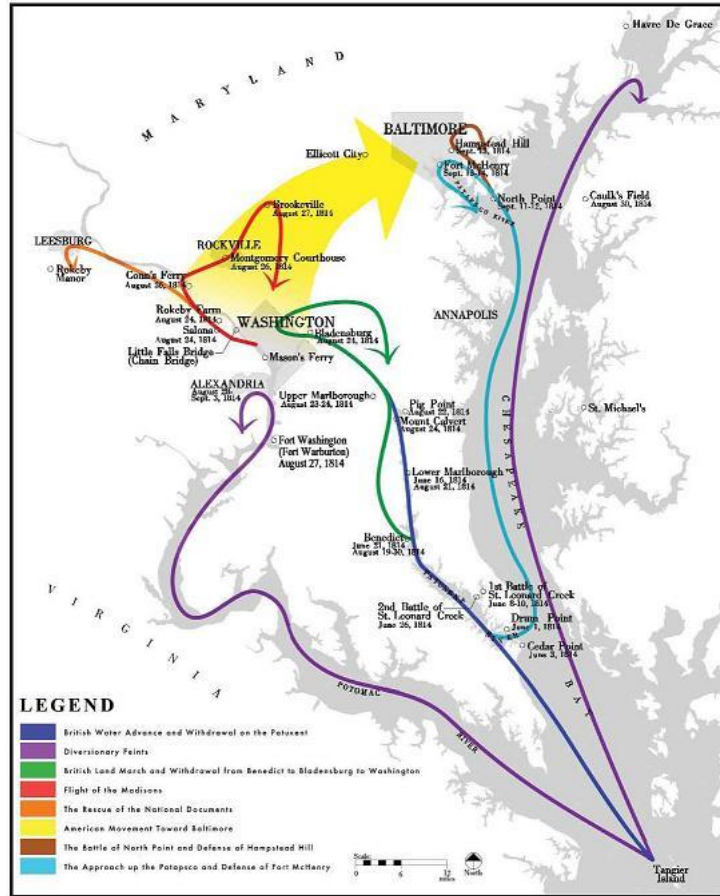 Havre De Grace
MARYLAND
BALTIMORE
Hampstead Hill
Sept. 13, 1814
Ellicott City
Fort McHenry
Sept. 13-14, 1814
PATAPSCO RIVER
North Point
Sept. 11-12, 1814
Caulk's Field
August 30, 1814
Brookeville
August 27, 1814
LEESBURG
ROCKVILLE
Rokeby
Manor
Montgomery Courthouse
August 26, 1814
Conn's Ferry
August 26, 1814
Rokeby Farm
August 24, 1814
Salona
August 24, 1814
WASHINGTON
ANNAPOLIS
Bladensburg
August 24, 1814
Little Falls Bridge
(Chain Bridge)
Mason's Ferry
ALEXANDRIA
August 28-
Sept. 3, 1814
Upper Marlborough
August 23-24, 1814
Pig Point
August 22, 1814
Mount Calvert
August 24, 1814
St. Michael's
CHESAPEAKE
Fort Washington
(Fort Warburton)
August 27, 1814
Lower Marlborough
June 16, 1814
August 21, 1814
Benedict
June 21, 1814
August 19-30, 1814
PATUXENT
1st Battle of
St. Leonard Creek
June 8-10, 1814
2nd Battle of
St. Leonard Creek
June 26, 1814
RIVER
Drum Point
June 1, 1814
Cedar Point
June 3, 1814
VIRGINIA
BAY
POTOMAC
RIVER
LEGEND
British Water Advance and Withdrawal on the Patuxent
Diversionary Feints
British Land March and Withdrawal from Benedict to Bladensburg to Washington
Flight of the Madisons
The Rescue of the National Documents
American Movement Toward Baltimore
The Battle of North Point and Defense of Hampstead Hill
The Approach up the Patapsco and Defense of Fort McHenry
Scale:
0
12
Miles
North
Tangier
Island